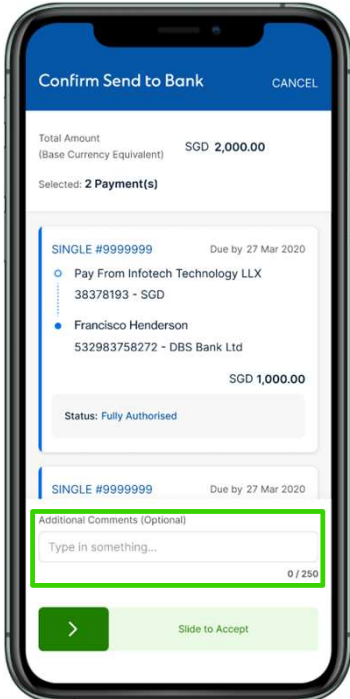 Confirm Send to Bank CANCEL
Total Amount
(Base Currency Equivalent) SGD 2,000.00
Selected: 2 Payment(s)
SINGLE #9999999 Due by 27 Mar 2020
Pay From Infotech Technology LLX
38378193 - SGD
Francisco Henderson
532983758272 - DBS Bank Ltd
SGD 1,000.00
Status: Fully Authorised
SINGLE #9999999 Due by 27 Mar 2020
Additional Comments (Optional)
Type in something...
0 / 250
Slide to Accept